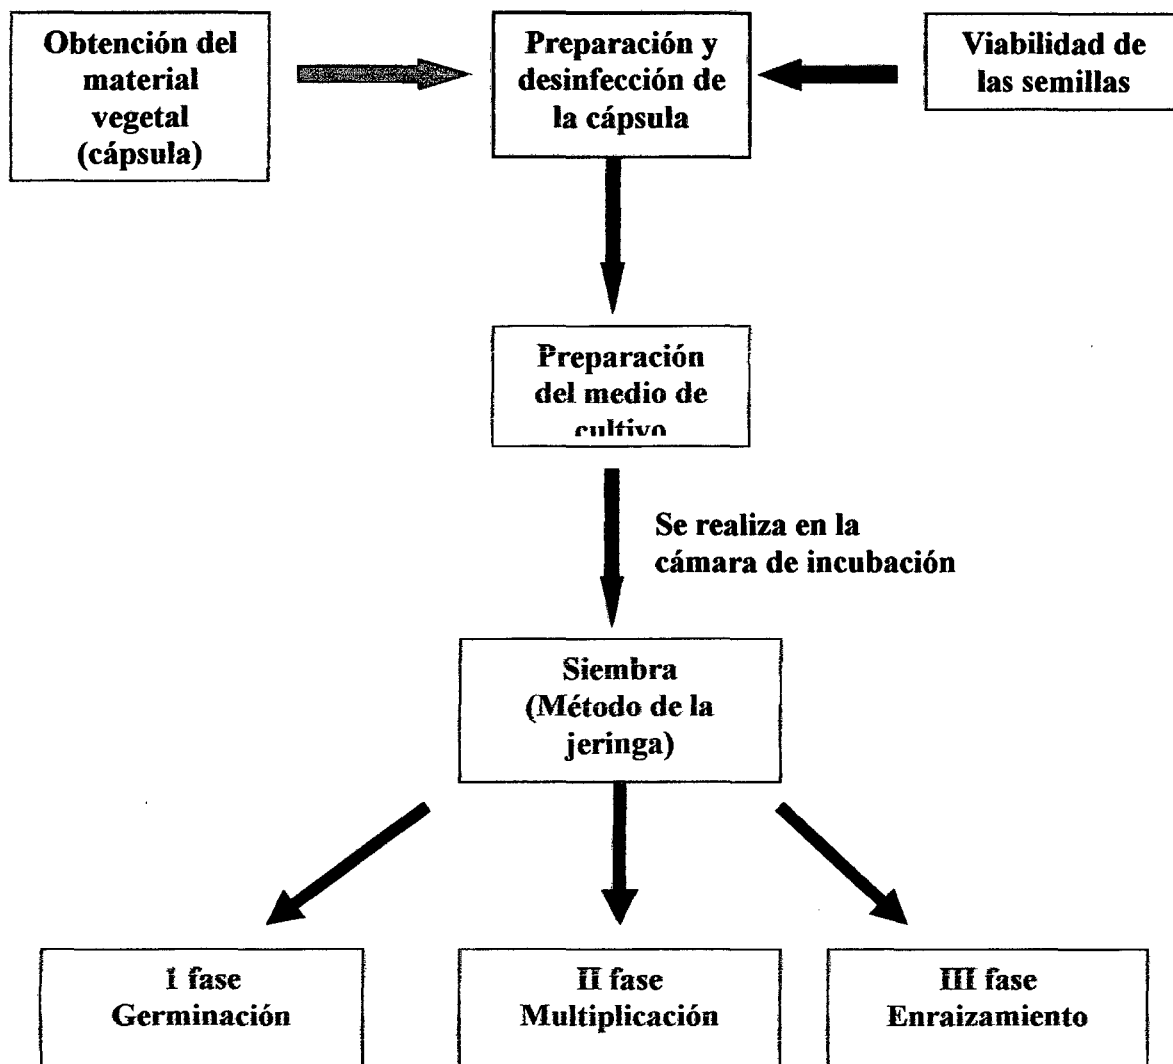 Obtención del
material
vegetal
(cápsula)
Preparación y
desinfección de
la cápsula
Viabilidad de
las semillas
Preparación
del medio de
cultivo
Se realiza en la
cámara de incubación
Siembra
(Método de la
jeringa)
I fase
Germinación
II fase
Multiplicación
III fase
Enraizamiento